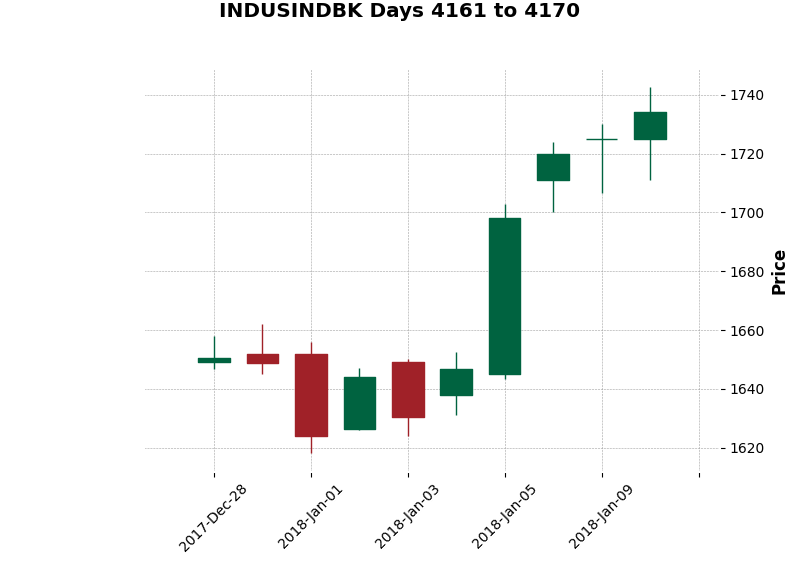 INDUSINDBK Days 4161 to 4170
1740
1720
1700
1680
1660
1640
1620
Price
2017-Dec-28
2018-Jan-01
2018-Jan-03
2018-Jan-05
2018-Jan-09